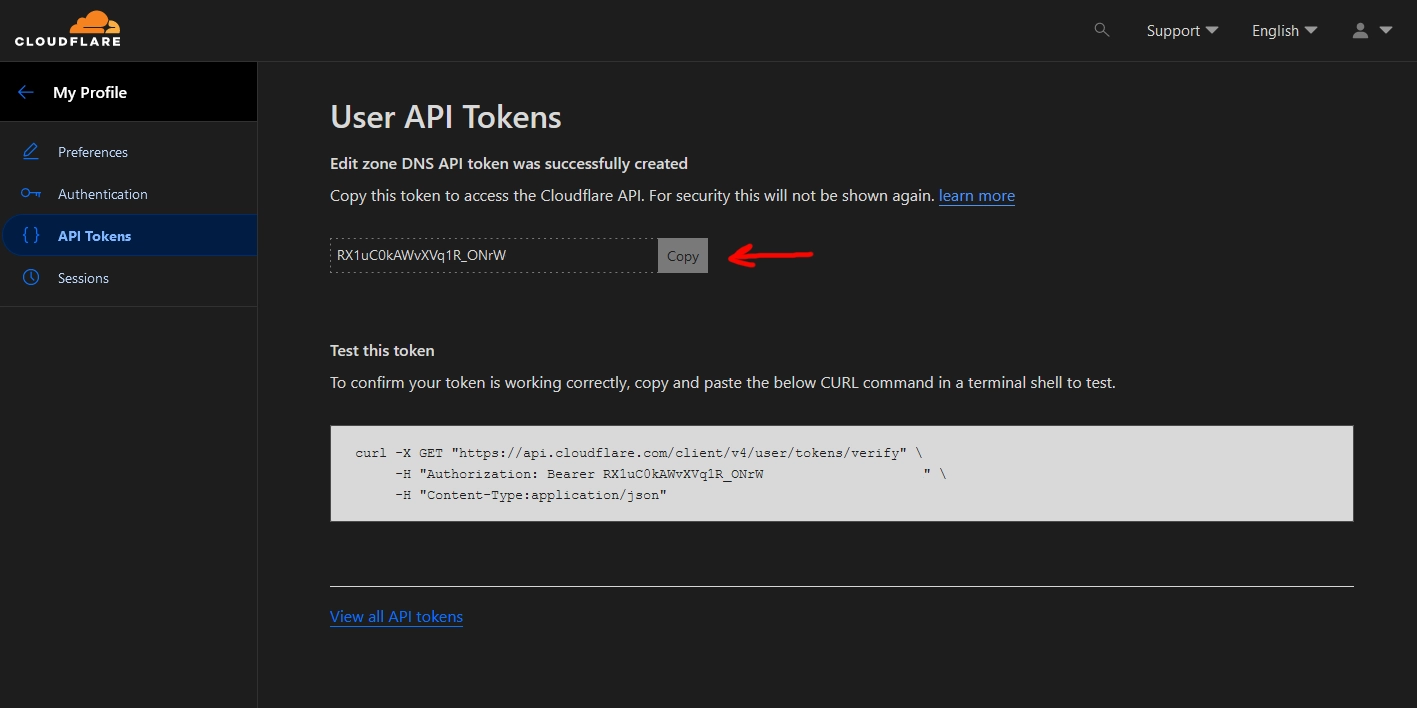 CLOUDFLARE
Support
English
My Profile
Preferences
Authentication
API Tokens
Sessions
User API Tokens
Edit zone DNS API token was successfully created
Copy this token to access the Cloudflare API. For security this will not be shown again. learn more
RX1uC0kAWvXVq1R_ONrW
Copy
Test this token
To confirm your token is working correctly, copy and paste the below CURL command in a terminal shell to test.
curl -X GET "https://api.cloudflare.com/client/v4/user/tokens/verify" \
-H "Authorization: Bearer RX1uC0kAWvXVq1R_ONrW                    " \
-H "Content-Type:application/json"
View all API tokens